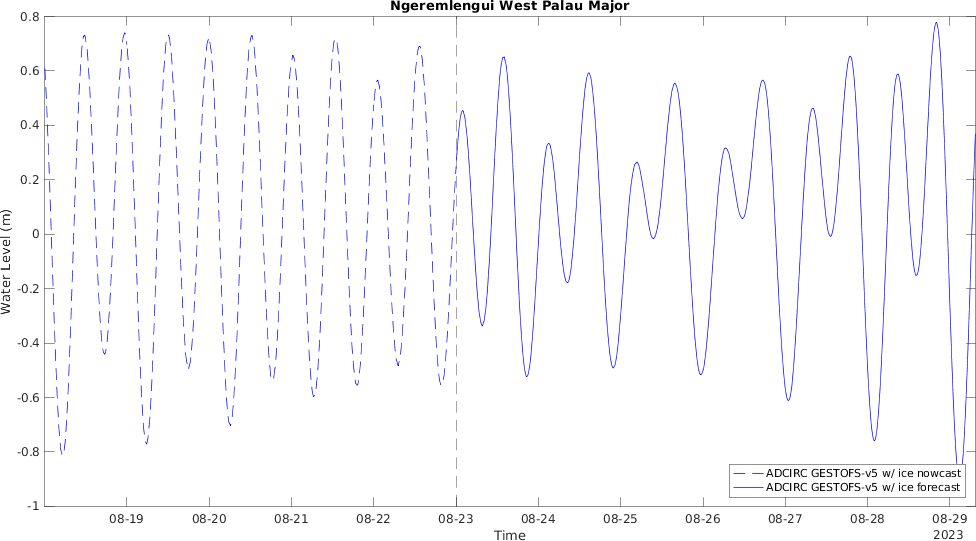 Ngeremlengui West Palau Major
Water Level (m)
0.8
0.6
0.4
0.2
0
-0.2
-0.4
-0.6
-0.8
-1
ADCIRC GESTOFS-v5 w/ ice nowcast
ADCIRC GESTOFS-v5 w/ ice forecast
08-19 08-20 08-21 08-22 08-23 08-24 08-25 08-26 08-27 08-28 08-29
Time
2023